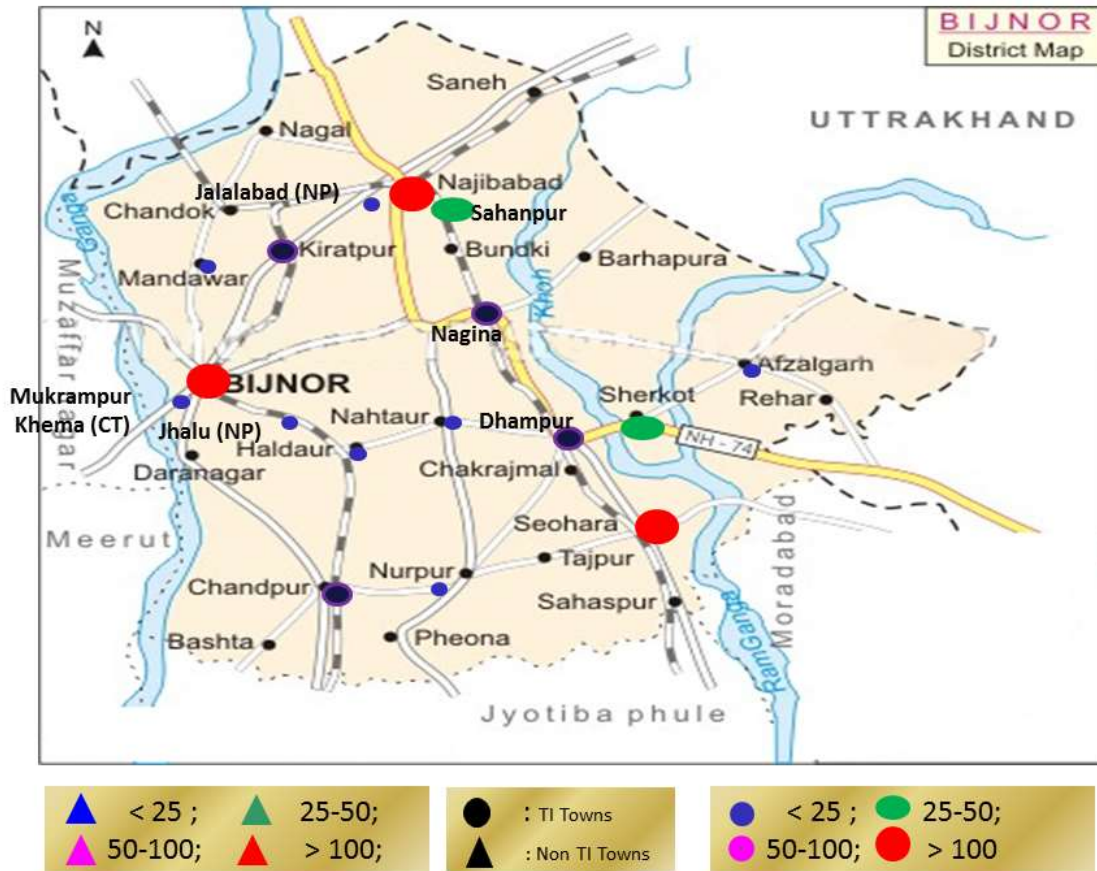 BIJNOR
District Map
N
Saneh
UTTRAKHAND
Nagal
Jalalabad (NP)
Najibabad
Chandok
Sahanpur
Ganga
Kiratpur
Bundki
Barhapura
Mandawar
Khoh
Muzaffar nagar
Nagina
Afzalgarh
BIJNOR
Sherkot
Rehar
Mukrampur
Khema (CT)
Jhalu (NP)
Nahtaur
Dhampur
Haldaur
NH - 74
Daranagar
Chakrajmal
Meerut
Seohara
Moradabad
Tajpur
Nurpur
Chandpur
Sahaspur
Bashta
Pheona
RamGanga
Jyotiba phule
< 25 ; 25-50;
50-100; > 100;
: TI Towns
: Non TI Towns
< 25 ; 25-50;
50-100; > 100